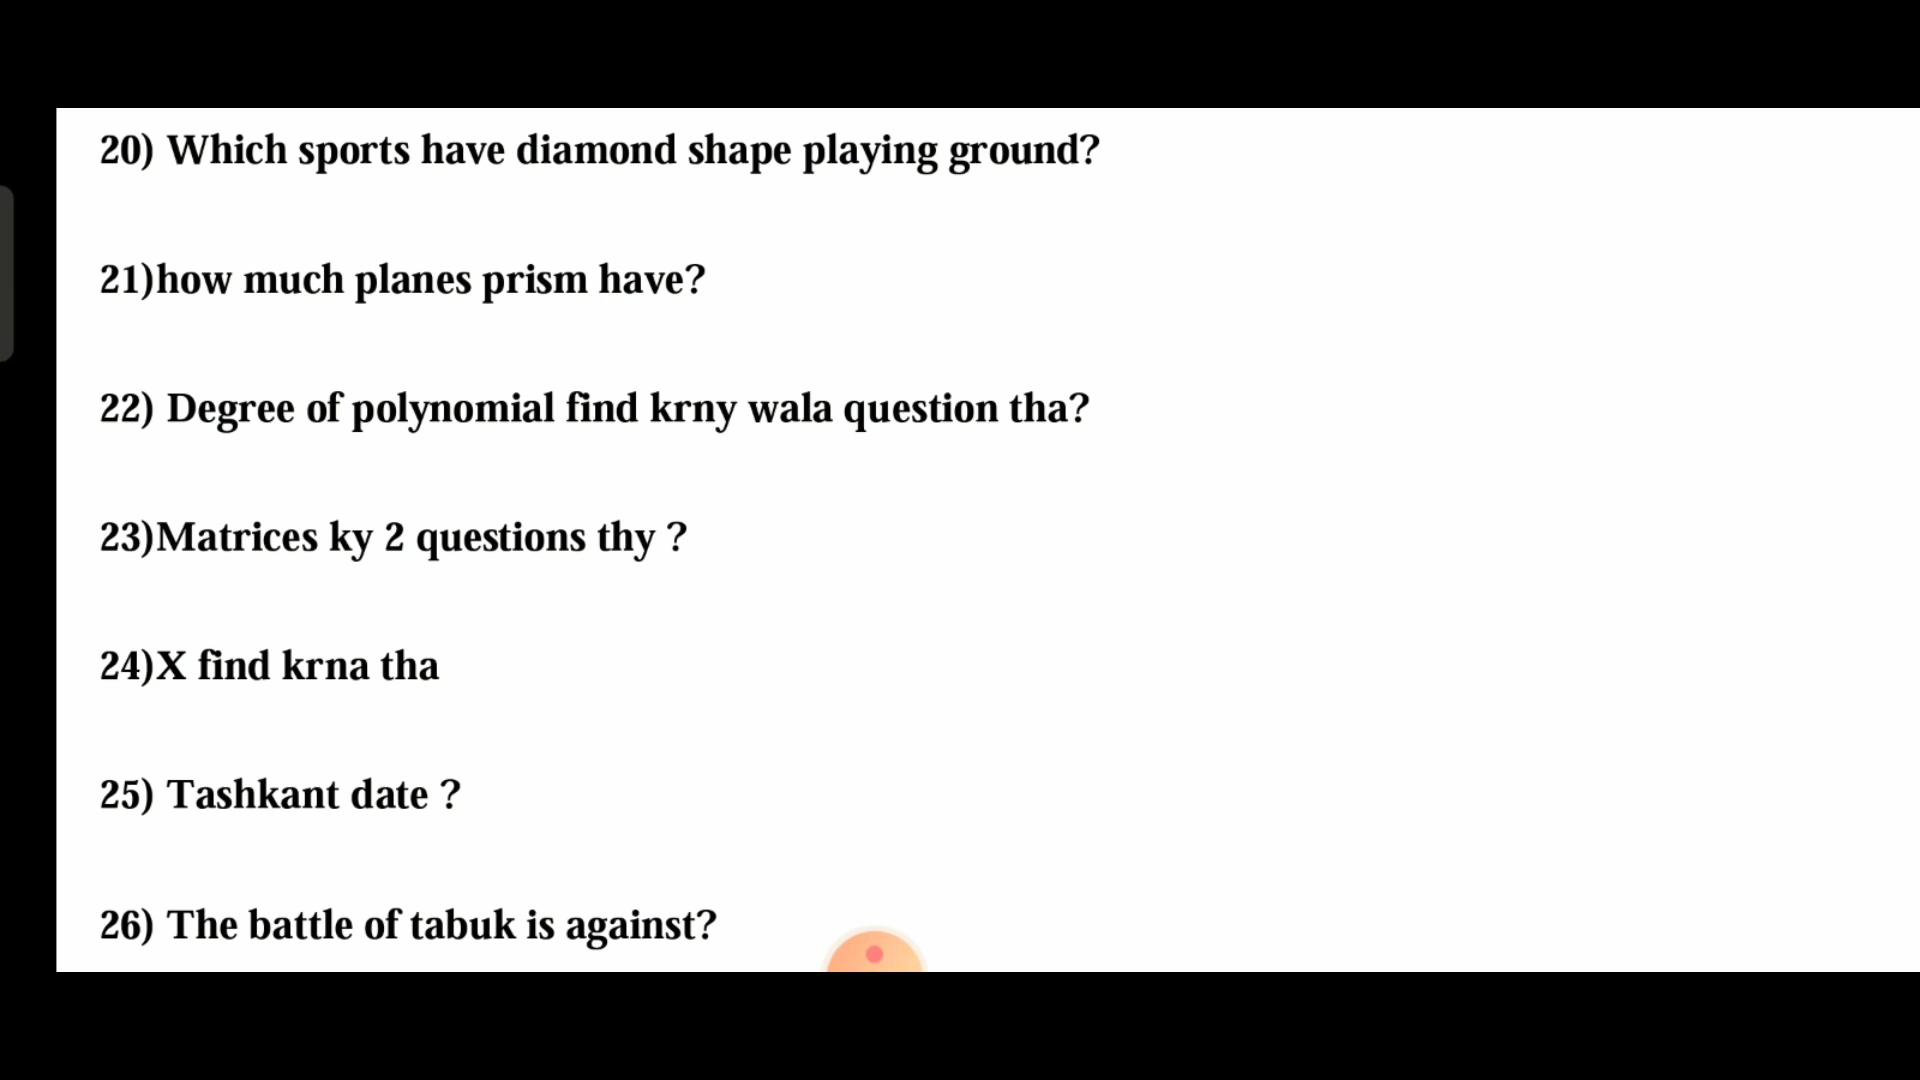 20) Which sports have diamond shape playing ground?
21)how much planes prism have?
22) Degree of polynomial find krny wala question tha?
23)Matrices ky 2 questions thy ?
24)X find krna tha
25) Tashkant date ?
26) The battle of tabuk is against?